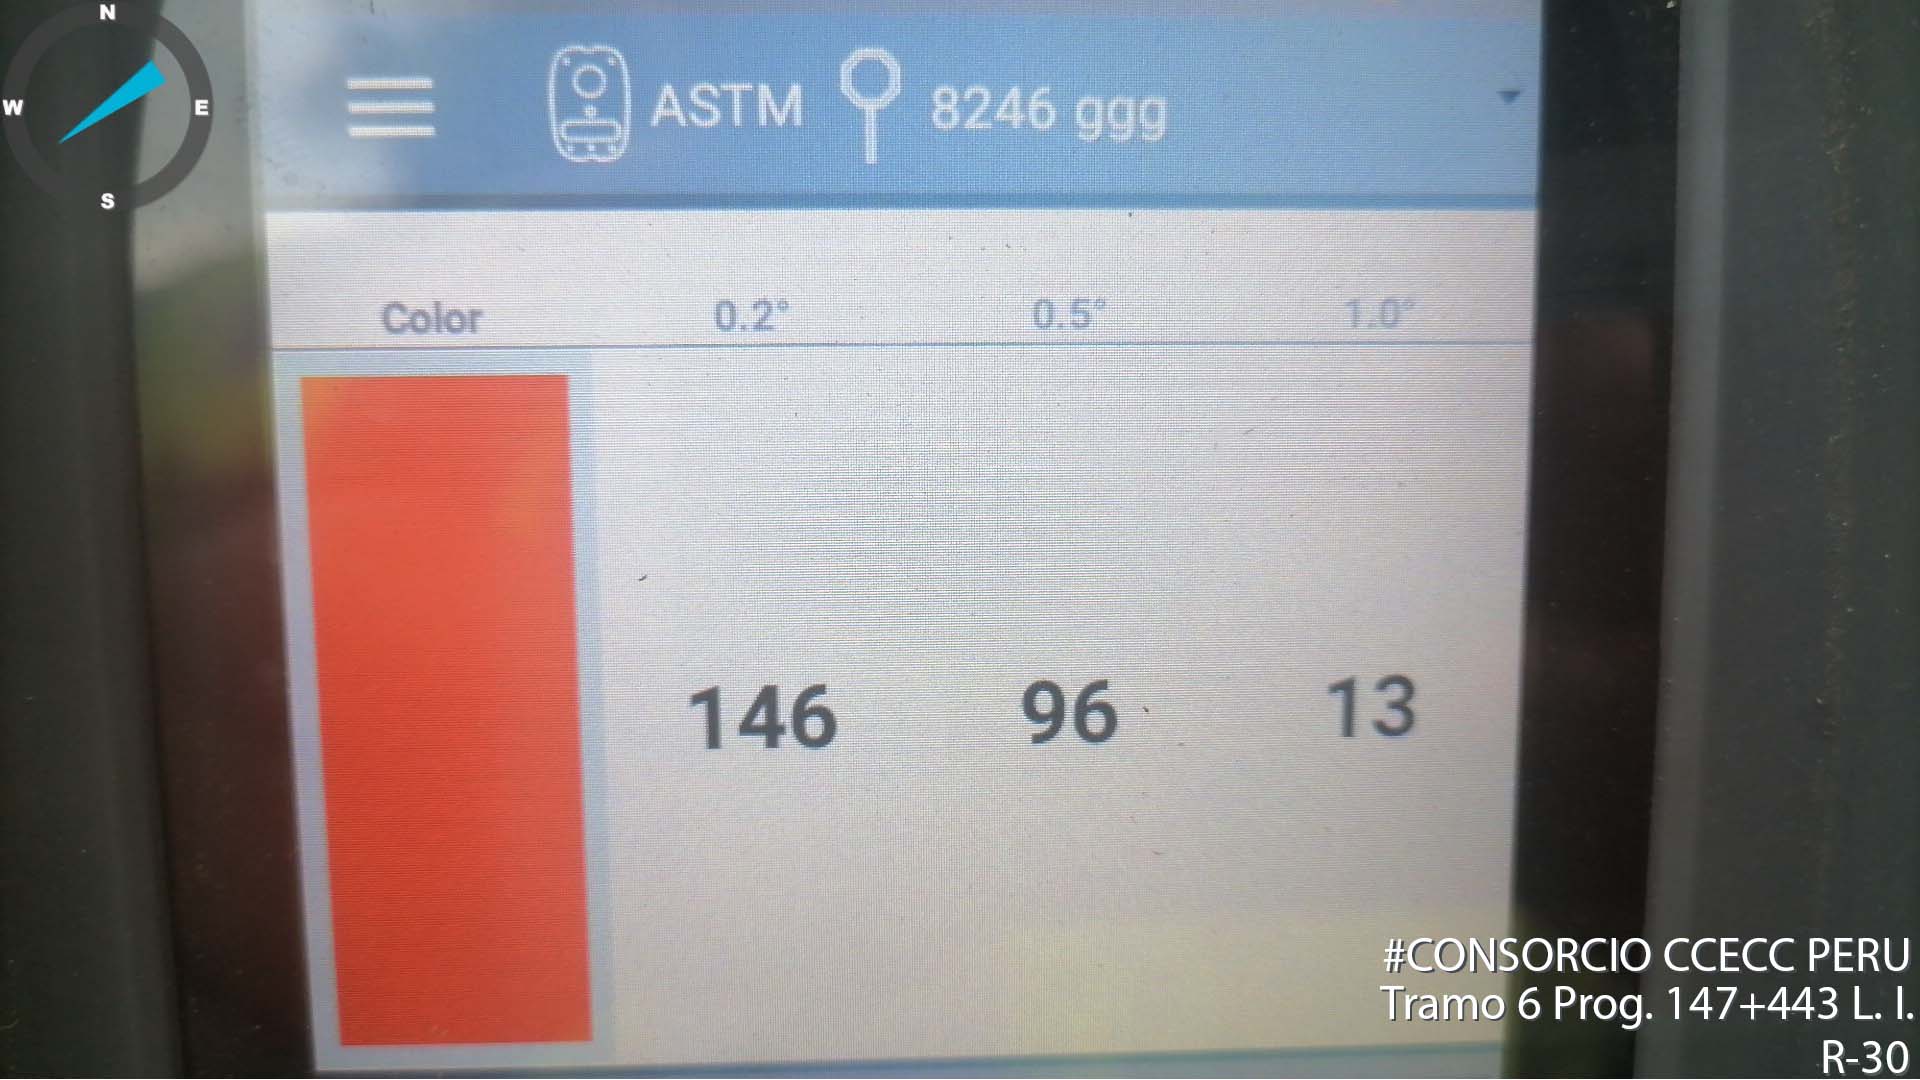 N
W
E
S
ASTM
8246 ggg
Color
0.2°
0.5°
1.0°
146
96
13
#CONSORCIO CCECC PERU
Tramo 6 Prog. 147+443 L. I.
R-30